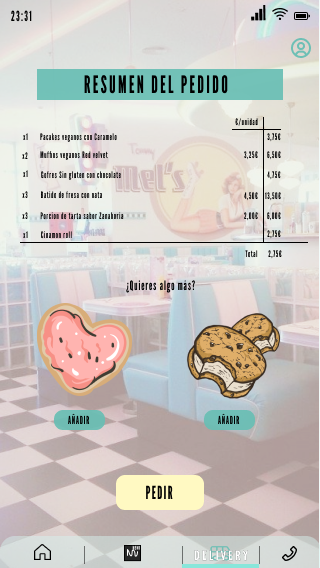 23:31
RESUMEN DEL PEDIDO
€/unidad
x1 Pacakes veganos con Caramelo 3,75€
x2 Muffins veganos Red velvet 3,25€ 6,50€
x1 Gofres Sin gluten con chocolate 4,75€
x3 Batido de fresa con nata 4,50€ 13,50€
x3 Porcion de tarta sabor Zanahoria 2,00€ 6,00€
x1 Cinamon roll 2,75€
Total 2,75€
Mel's
¿Quieres algo más?
AÑADIR AÑADIR
PEDIR
DELIVERY